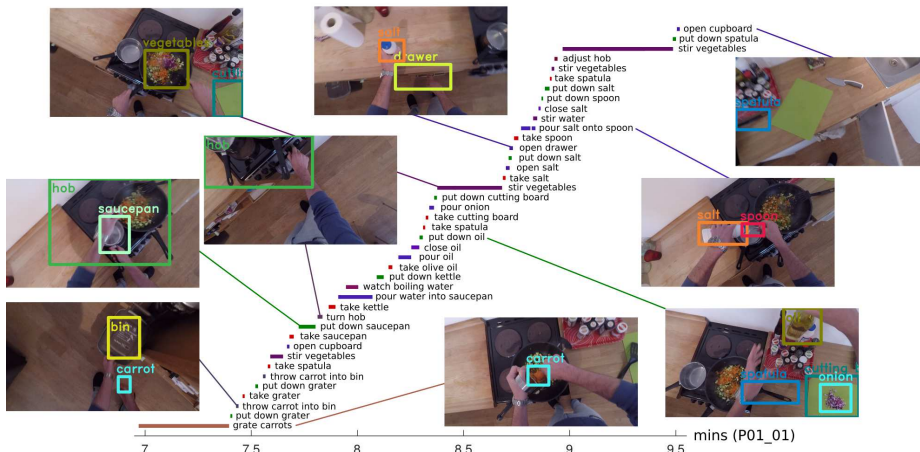 open cupboard
put down spatula
stir vegetables
adjust hob
stir vegetables
take spatula
put down salt
put down spoon
close salt
stir water
pour salt onto spoon
take spoon
open drawer
put down salt
open salt
take salt
stir vegetables
put down cutting board
pour onion
take cutting board
take spatula
put down oil
close oil
pour oil
take olive oil
put down kettle
watch boiling water
pour water into saucepan
take kettle
turn hob
put down saucepan
take saucepan
open cupboard
stir vegetables
take spatula
throw carrot into bin
put down grater
take grater
throw carrot into bin
put down grater
grate carrots
vegetables
salt
drawer
hob
hob
saucepan
spatula
salt
spoon
bin
carrot
carrot
spatula
cutting
onion
7
7.5
8
8.5
9
9.5
mins (P01_01)